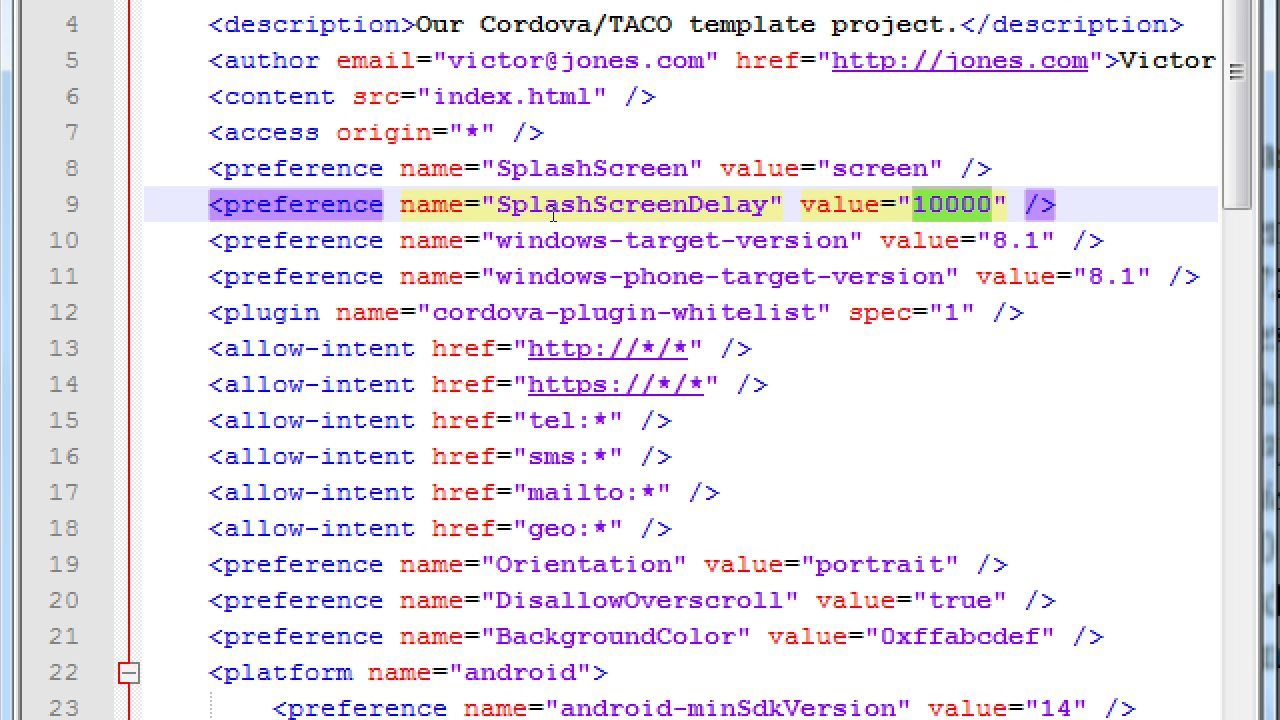 4 <description>Our Cordova/TACO template project.</description>
5 <author email="victor@jones.com" href="http://jones.com">Victor
6 <content src="index.html" />
7 <access origin="*" />
8 <preference name="SplashScreen" value="screen" />
9 <preference name="SplashScreenDelay" value="10000" />
10 <preference name="windows-target-version" value="8.1" />
11 <preference name="windows-phone-target-version" value="8.1" />
12 <plugin name="cordova-plugin-whitelist" spec="1" />
13 <allow-intent href="http://*/*" />
14 <allow-intent href="https://*/*" />
15 <allow-intent href="tel:*" />
16 <allow-intent href="sms:*" />
17 <allow-intent href="mailto:*" />
18 <allow-intent href="geo:*" />
19 <preference name="Orientation" value="portrait" />
20 <preference name="DisallowOverscroll" value="true" />
21 <preference name="BackgroundColor" value="0xffabcdef" />
22 <platform name="android">
23 <preference name="android-minSdkVersion" value="14" />